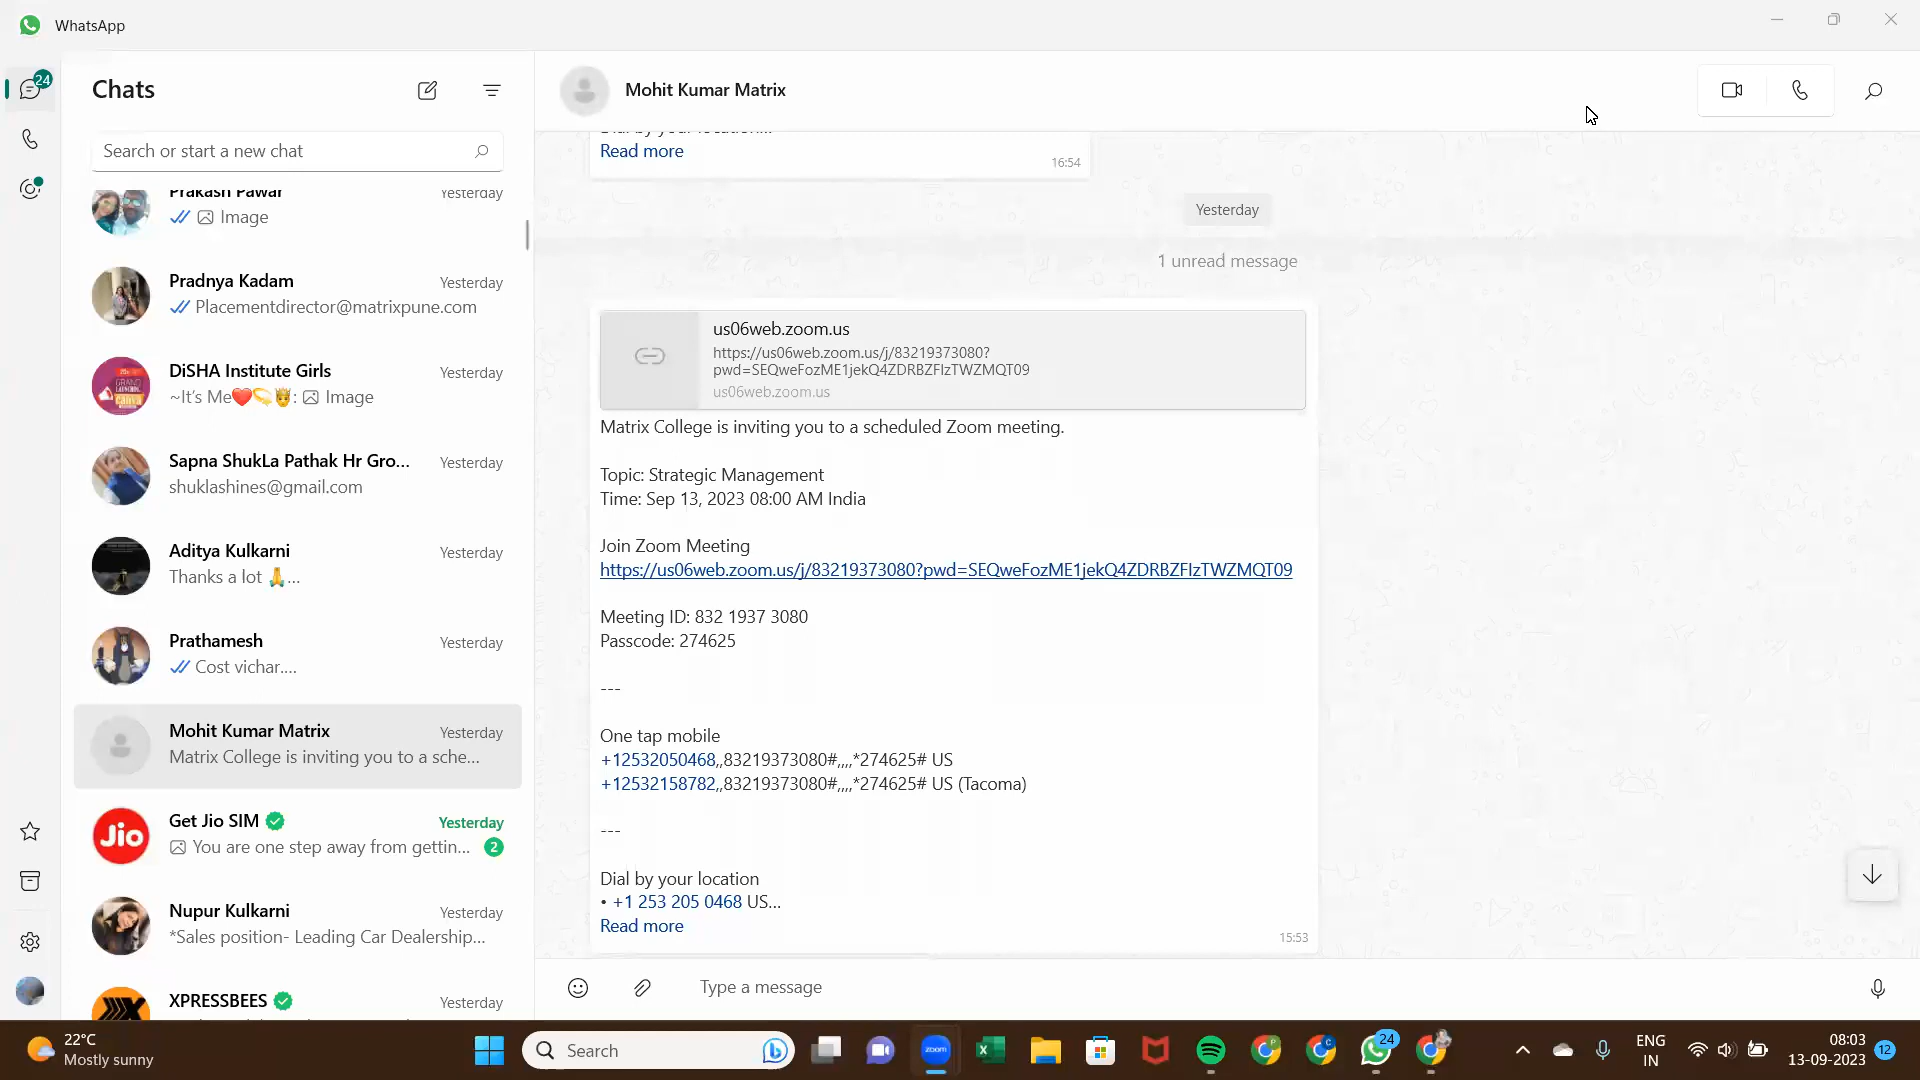 WhatsApp
24
Chats
Search or start a new chat
Prakash Pawar
Yesterday
Image
Pradnya Kadam
Yesterday
Placementdirector@matrixpune.com
DiSHA Institute Girls
Yesterday
~It's Me❤️💫🤴: Image
Sapna ShukLa Pathak Hr Gro...
Yesterday
shuklashines@gmail.com
Aditya Kulkarni
Yesterday
Thanks a lot 🙏...
Prathamesh
Yesterday
Cost vichar....
Mohit Kumar Matrix
Yesterday
Matrix College is inviting you to a sche...
Get Jio SIM
Yesterday
Jio
You are one step away from gettin...
2
Nupur Kulkarni
Yesterday
*Sales position- Leading Car Dealership...
XPRESSBEES
Yesterday
Mohit Kumar Matrix
Read more
16:54
Yesterday
1 unread message
us06web.zoom.us
https://us06web.zoom.us/j/83219373080?
pwd=SEQweFozME1jekQ4ZDRBZFIzTWZMQT09
us06web.zoom.us
Matrix College is inviting you to a scheduled Zoom meeting.
Topic: Strategic Management
Time: Sep 13, 2023 08:00 AM India
Join Zoom Meeting
https://us06web.zoom.us/j/83219373080?pwd=SEQweFozME1jekQ4ZDRBZFIzTWZMQT09
Meeting ID: 832 1937 3080
Passcode: 274625
---
One tap mobile
+12532050468,,83219373080#,,,,*274625# US
+12532158782,,83219373080#,,,,*274625# US (Tacoma)
---
Dial by your location
• +1 253 205 0468 US...
Read more
15:53
Type a message
22°C
Mostly sunny
Search
zoom
24
ENG
IN
08:03
13-09-2023
12